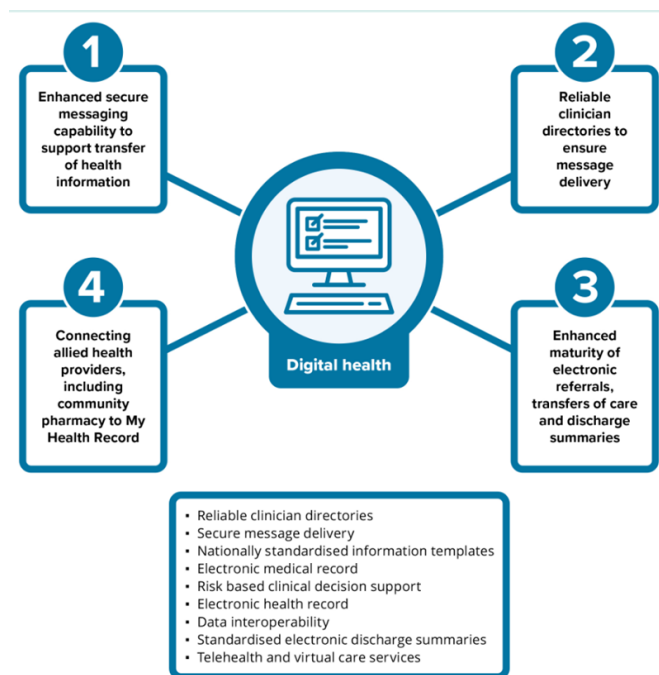 1
Enhanced secure
messaging
capability to
support transfer
of health
information
2
Reliable
clinician
directories to
ensure
message
delivery
Digital health
4
Connecting
allied health
providers,
including
community
pharmacy to My
Health Record
3
Enhanced
maturity of
electronic
referrals,
transfers of care
and discharge
summaries
• Reliable clinician directories
• Secure message delivery
• Nationally standardised information templates
• Electronic medical record
• Risk based clinical decision support
• Electronic health record
• Data interoperability
• Standardised electronic discharge summaries
• Telehealth and virtual care services